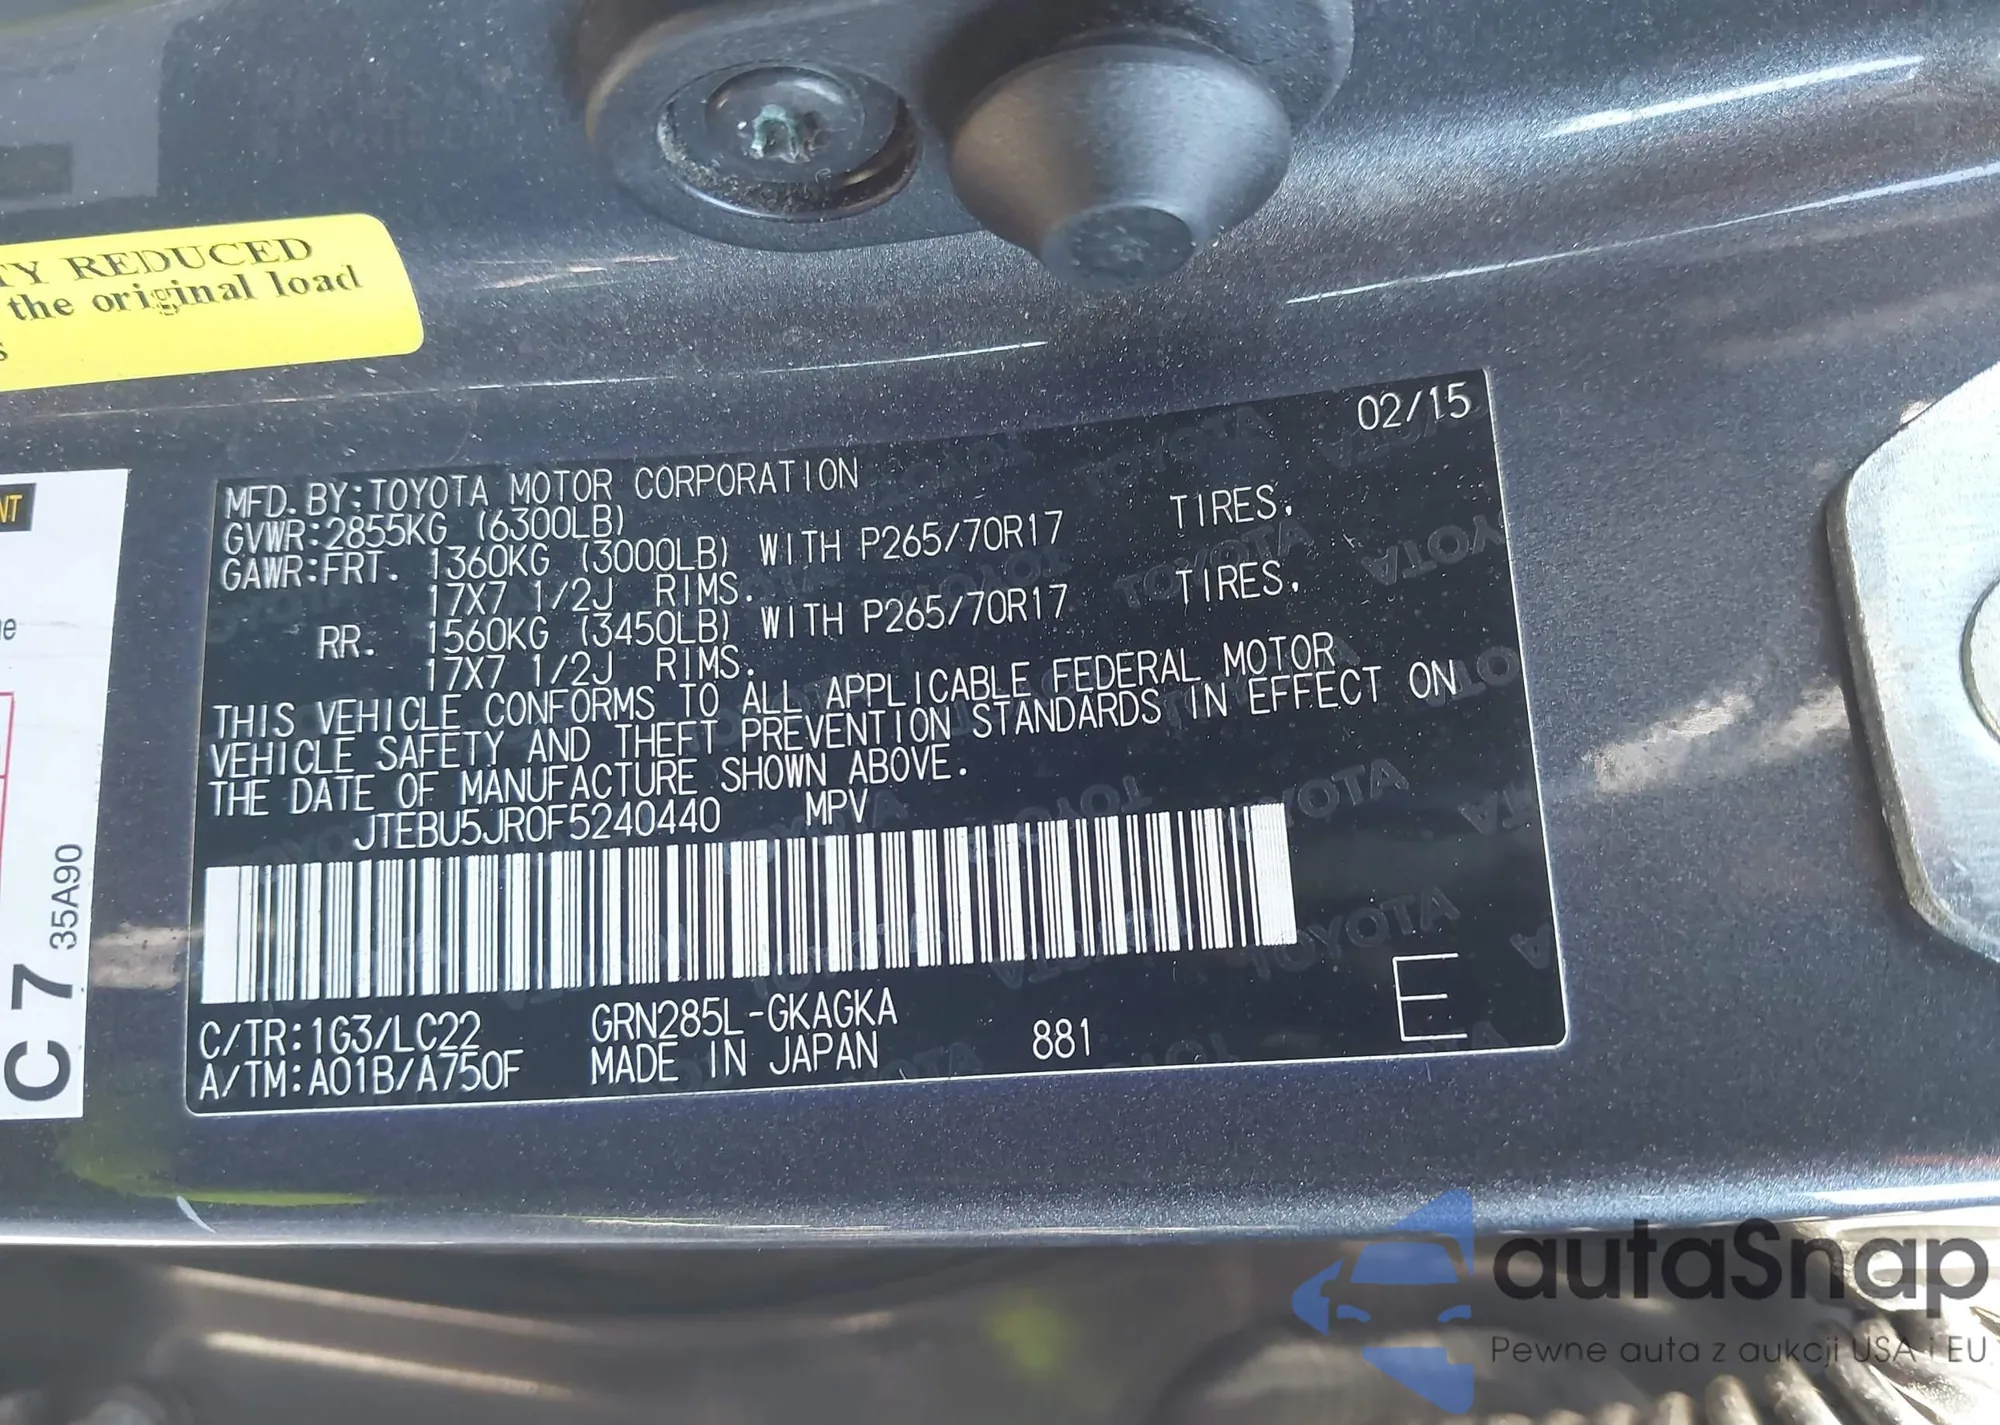 TY REDUCED
the original load
s
NT
35A90
C 7
02/15
MFD. BY:TOYOTA MOTOR CORPORATION
GVWR:2855KG (6300LB)
GAWR:FRT. 1360KG (3000LB) WITH P265/70R17 TIRES,
17X7 1/2J RIMS.
RR. 1560KG (3450LB) WITH P265/70R17 TIRES,
17X7 1/2J RIMS.
THIS VEHICLE CONFORMS TO ALL APPLICABLE FEDERAL MOTOR
VEHICLE SAFETY AND THEFT PREVENTION STANDARDS IN EFFECT ON
THE DATE OF MANUFACTURE SHOWN ABOVE.
JTEBU5JR0F5240440 MPV
C/TR:1G3/LC22 GRN285L-GKAGKA
A/TM:A01B/A750F MADE IN JAPAN 881 E
autaSnap
Pewne auta z aukcji USA i EU